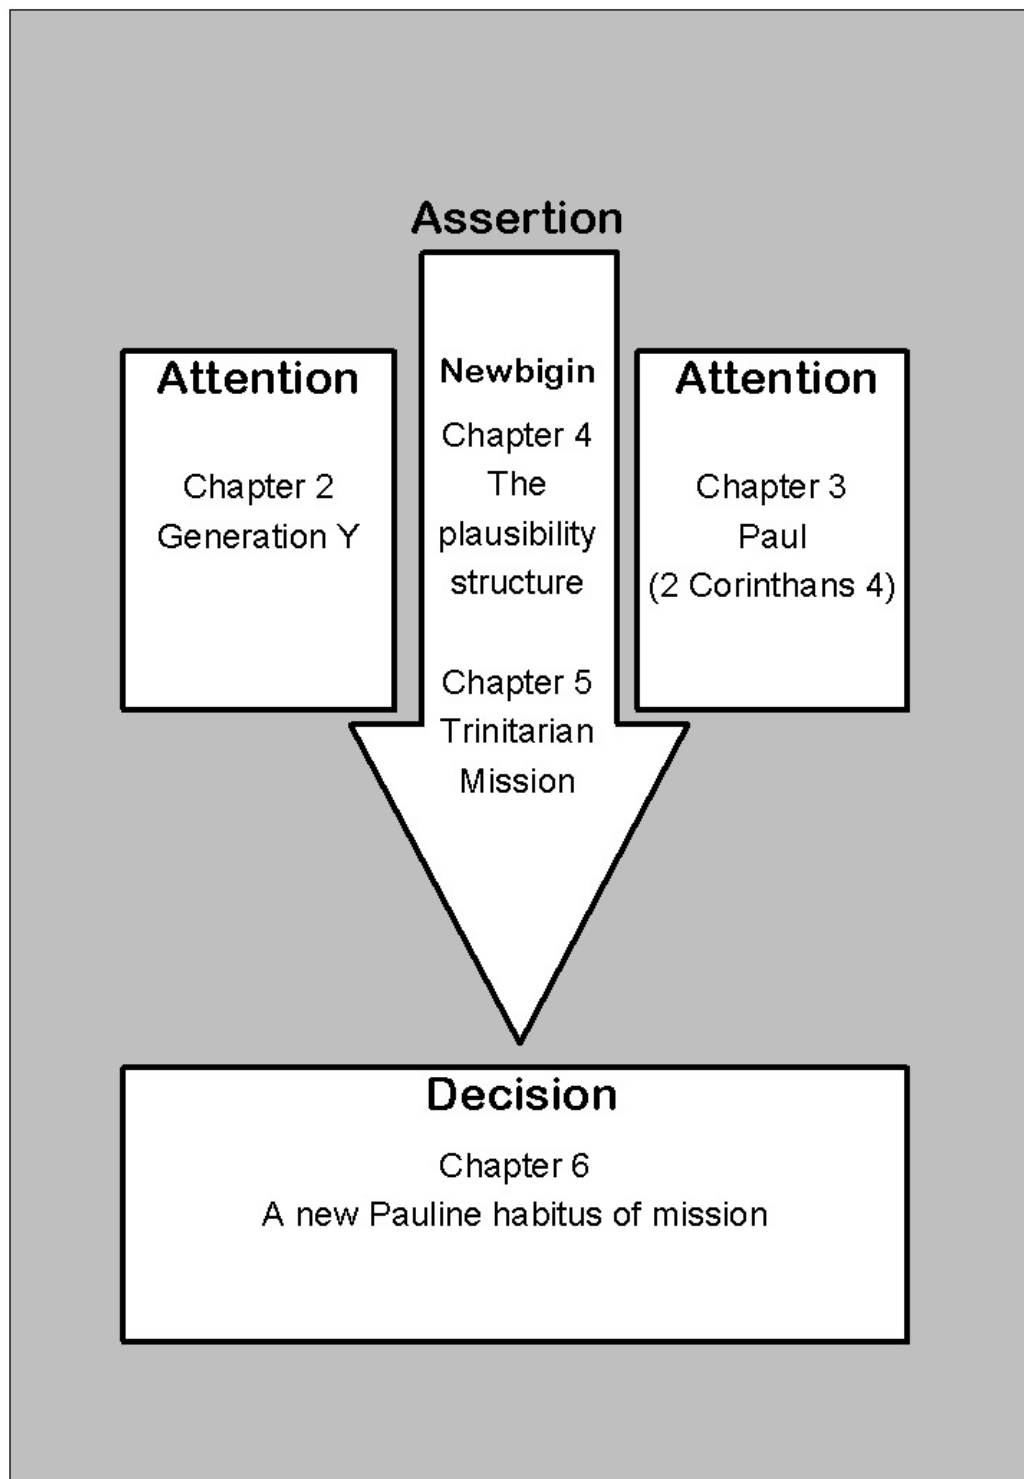 Assertion
Attention
Chapter 2
Generation Y
Newbigin
Chapter 4
The
plausibility
structure
Chapter 5
Trinitarian
Mission
Attention
Chapter 3
Paul
(2 Corinthans 4)
Decision
Chapter 6
A new Pauline habitus of mission